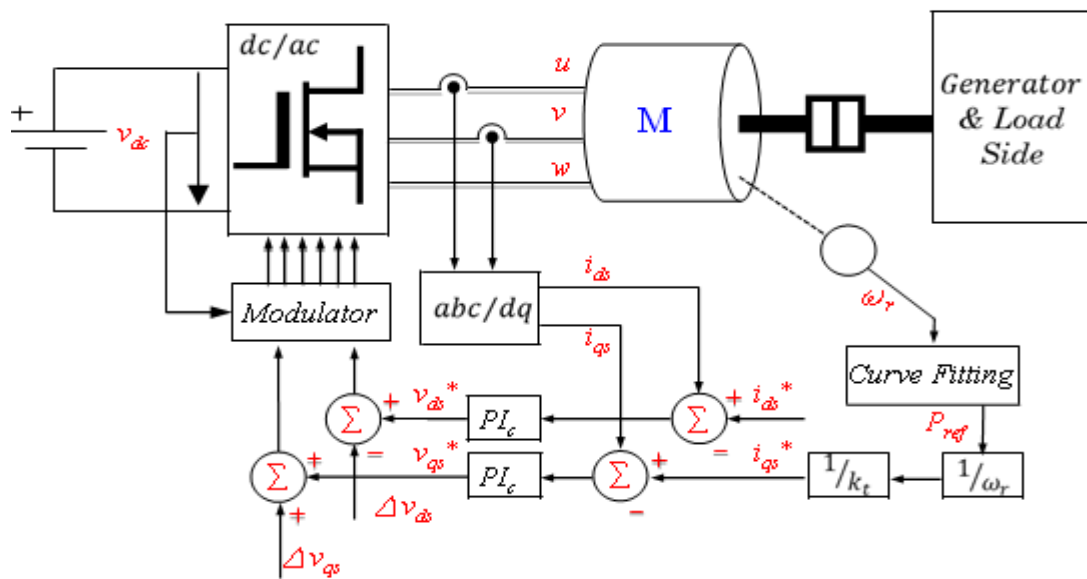 dc/ac
u
v
w
M
Generator
& Load
Side
+
v_dc
Modulator
abc/dq
i_ds
i_qs
ω_r
Curve Fitting
P_ref
Σ
+
−
v_ds*
PI_c
Σ
+
−
i_ds*
Σ
+
+
v_qs*
PI_c
Σ
+
−
i_qs*
1/k_t
1/ω_r
Δv_ds
Δv_qs